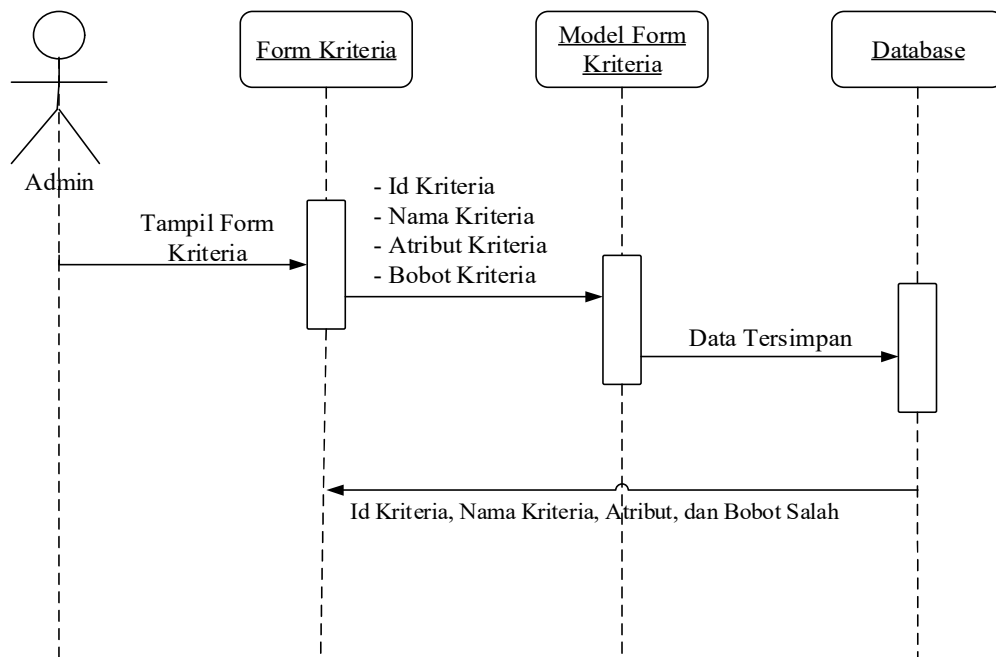 Form Kriteria
Model Form
Kriteria
Database
Admin
Tampil Form
Kriteria
- Id Kriteria
- Nama Kriteria
- Atribut Kriteria
- Bobot Kriteria
Data Tersimpan
Id Kriteria, Nama Kriteria, Atribut, dan Bobot Salah